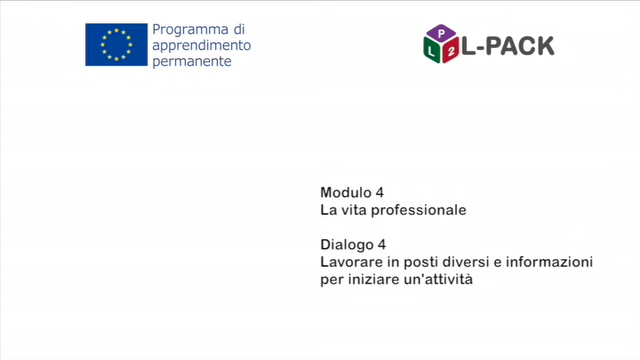 Programma di
apprendimento
permanente
P
L 2
L-PACK
Modulo 4
La vita professionale
Dialogo 4
Lavorare in posti diversi e informazioni
per iniziare un'attività